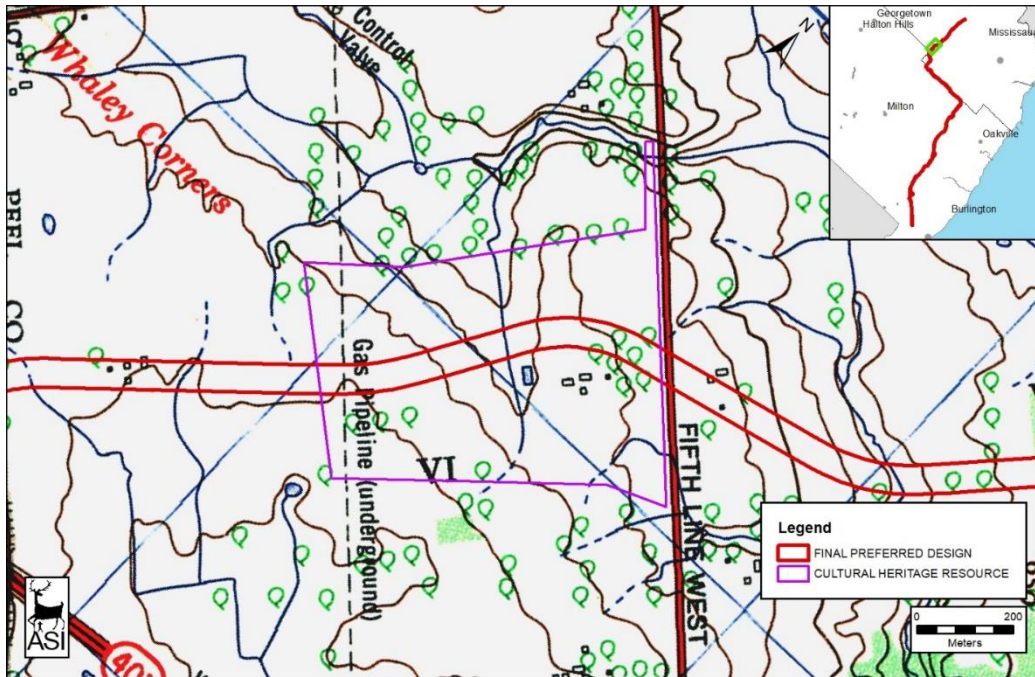 Whaley Corners
Control
Valve
PEEL
CO
Gas Pipeline (underground)
VI
FIFTH LINE WEST
Georgetown
Halton Hills
Mississau
Milton
Oakville
Burlington
N
Legend
FINAL PREFERRED DESIGN
CULTURAL HERITAGE RESOURCE
0 200
Meters
ASI